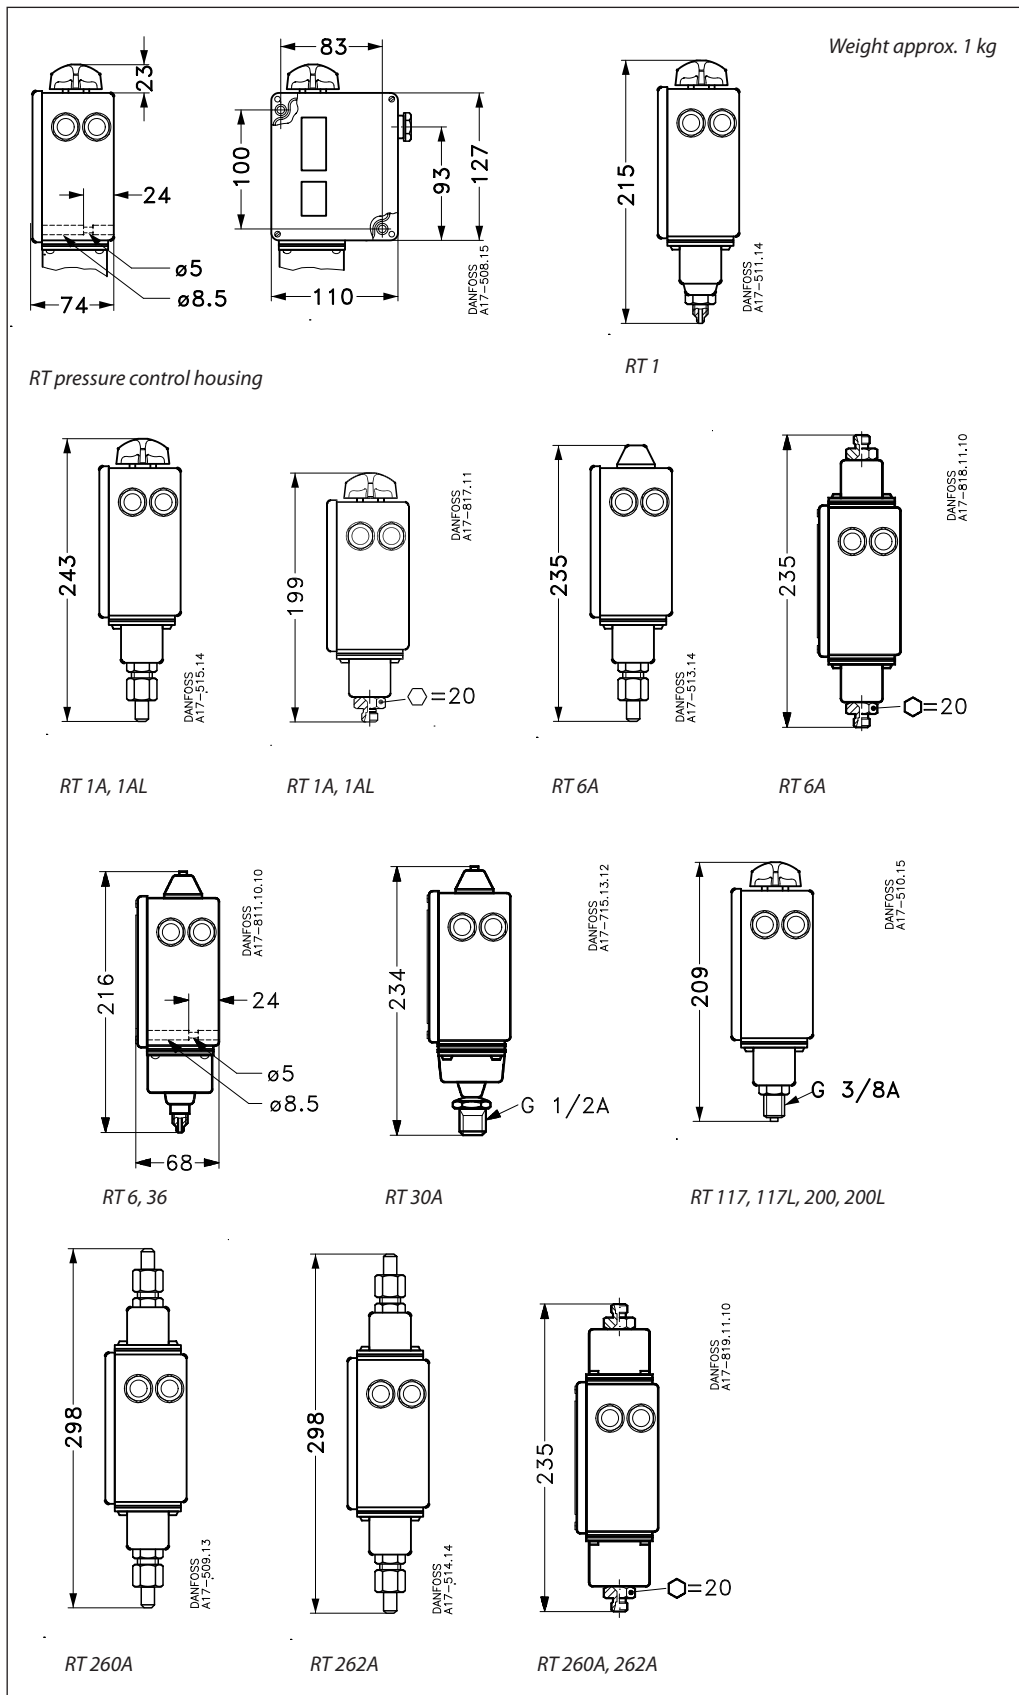 Weight approx. 1 kg
23
83
24
100
93
127
ø5
ø8.5
74
110
DANFOSS
A17-508.15
215
DANFOSS
A17-511.14
RT pressure control housing
RT 1
243
DANFOSS
A17-515.14
199
DANFOSS
A17-817.11
=20
235
DANFOSS
A17-513.14
235
DANFOSS
A17-818.11.10
=20
RT 1A, 1AL
RT 1A, 1AL
RT 6A
RT 6A
216
DANFOSS
A17-811.10.10
24
ø5
ø8.5
68
234
DANFOSS
A17-715.13.12
G 1/2A
209
DANFOSS
A17-510.15
G 3/8A
RT 6, 36
RT 30A
RT 117, 117L, 200, 200L
298
DANFOSS
A17-509.13
298
DANFOSS
A17-514.14
235
DANFOSS
A17-819.11.10
=20
RT 260A
RT 262A
RT 260A, 262A